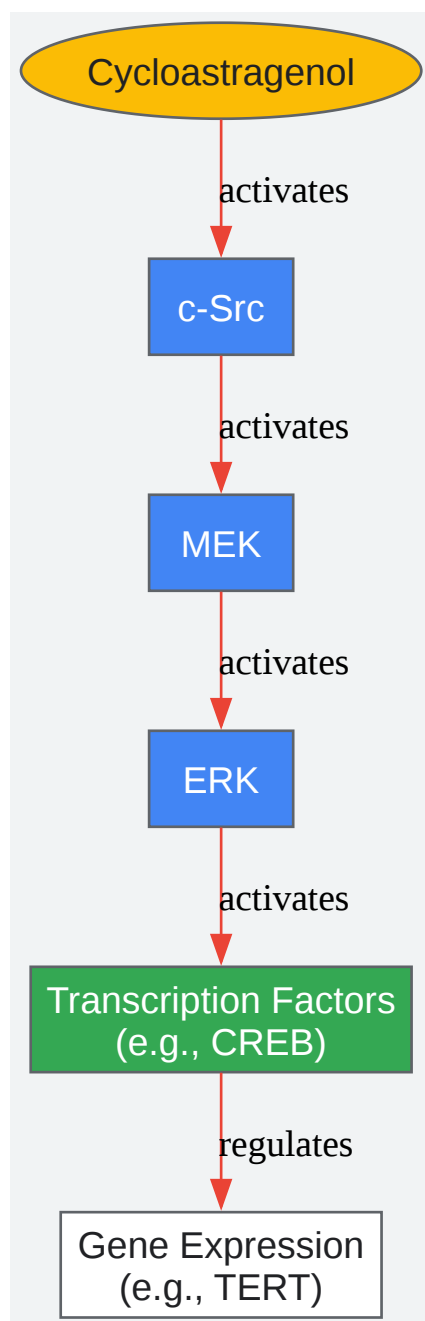 Cycloastragenol
activates
c-Src
activates
MEK
activates
ERK
activates
Transcription Factors
(e.g., CREB)
regulates
Gene Expression
(e.g., TERT)